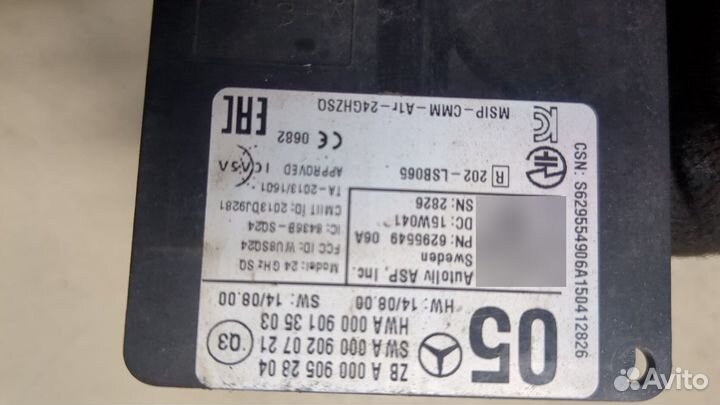 05
ZB A 000 905 28 04
SWA 000 902 07 21
HWA 000 901 35 03
HW: 14/08.00
SW: 14/08.00
Q3
Autoliv ASP, Inc.
Sweden
PN: 6295549 06A
DC: 15W041
SN: 2826
Model: 24 GHz SQ
FCC ID: WU8SQ24
IC: 8436B-SQ24
CMIIT ID: 2013DJ9281
TA-2013/1601
APPROVED
ICASA
R 202-LSB065
CE 0682
EAC
MSIP-CMM-A1r-24GHZSQ
CSN: S629554906A150412826
Avito